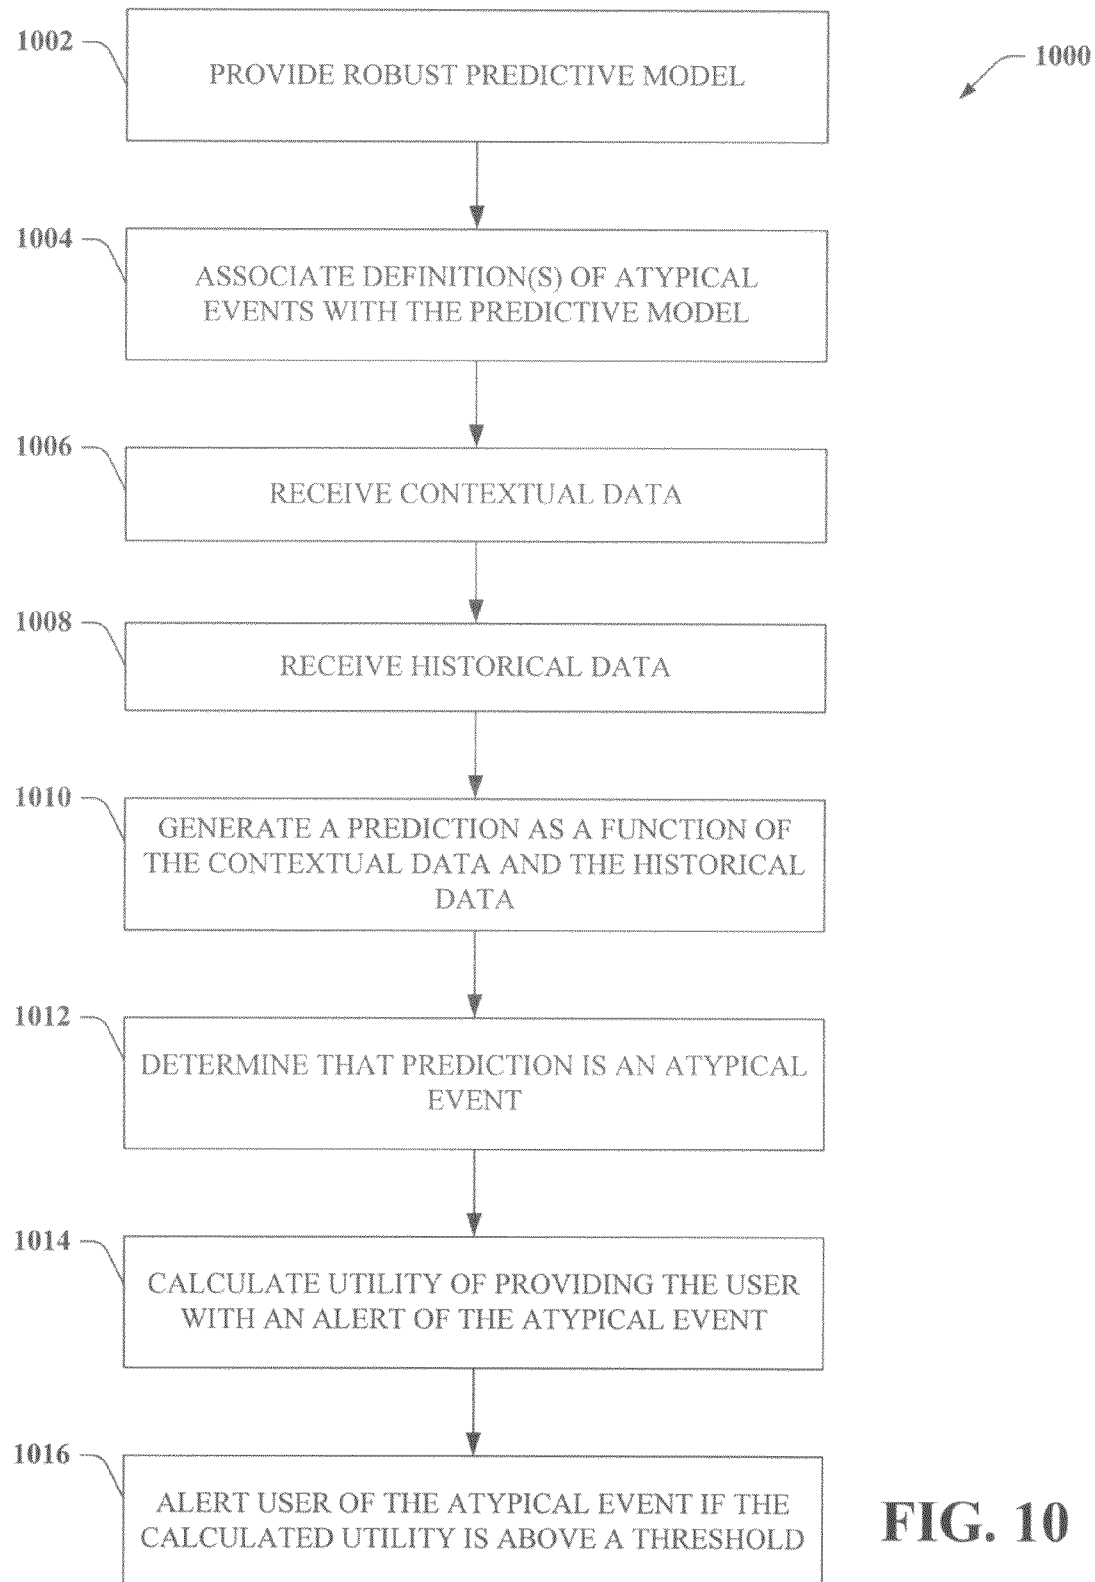 1002
PROVIDE ROBUST PREDICTIVE MODEL
1000
1004
ASSOCIATE DEFINITION(S) OF ATYPICAL
EVENTS WITH THE PREDICTIVE MODEL
1006
RECEIVE CONTEXTUAL DATA
1008
RECEIVE HISTORICAL DATA
1010
GENERATE A PREDICTION AS A FUNCTION OF
THE CONTEXTUAL DATA AND THE HISTORICAL
DATA
1012
DETERMINE THAT PREDICTION IS AN ATYPICAL
EVENT
1014
CALCULATE UTILITY OF PROVIDING THE USER
WITH AN ALERT OF THE ATYPICAL EVENT
1016
ALERT USER OF THE ATYPICAL EVENT IF THE
CALCULATED UTILITY IS ABOVE A THRESHOLD
FIG. 10